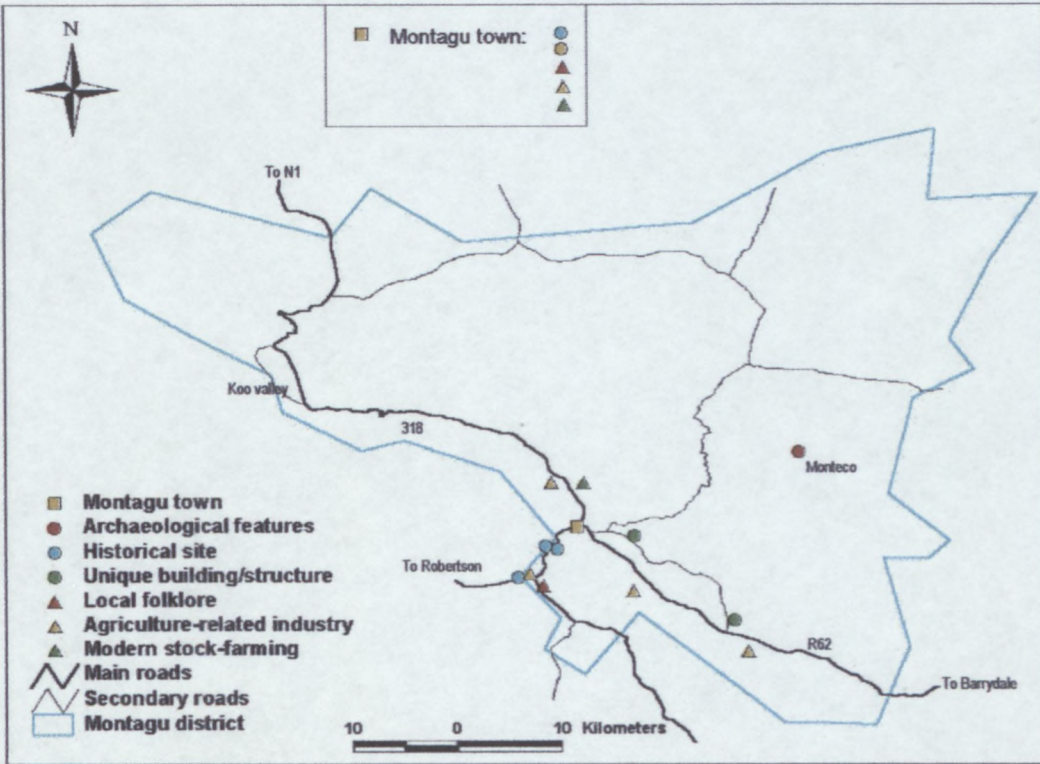 N
Montagu town:
To N1
Koo valley
318
Monteco
Montagu town
Archaeological features
Historical site
Unique building/structure
Local folklore
Agriculture-related industry
Modern stock-farming
Main roads
Secondary roads
Montagu district
To Robertson
R62
To Barrydale
10 0 10 Kilometers